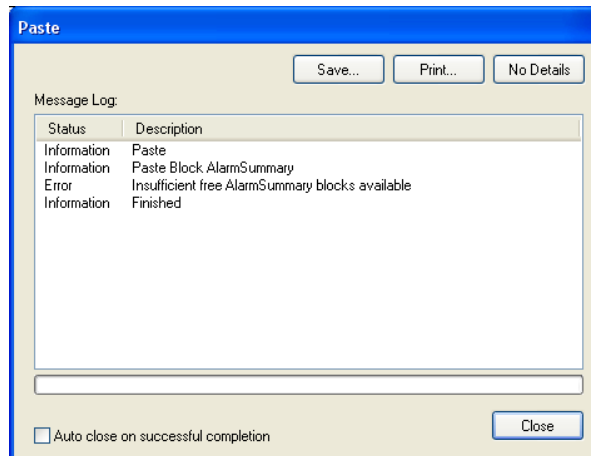 Paste
Save... Print... No Details
Message Log:
Status Description
Information Paste
Information Paste Block AlarmSummary
Error Insufficient free AlarmSummary blocks available
Information Finished
Close
Auto close on successful completion